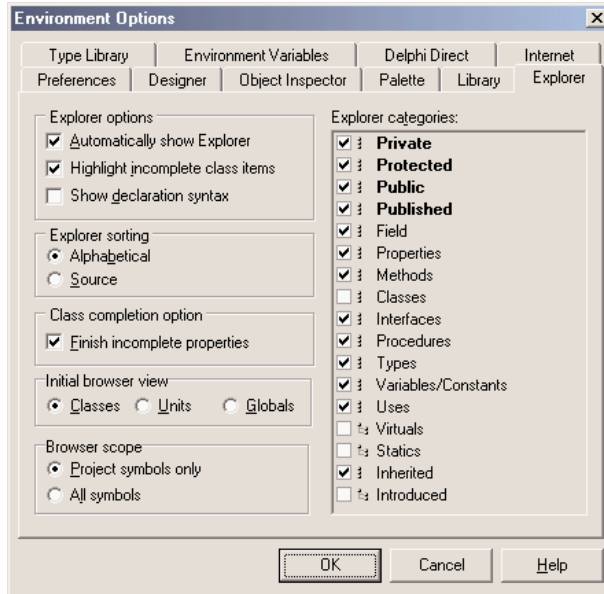 Environment Options
Type Library Environment Variables Delphi Direct Internet
Preferences Designer Object Inspector Palette Library Explorer
Explorer options
Automatically show Explorer
Highlight incomplete class items
Show declaration syntax
Explorer sorting
Alphabetical
Source
Class completion option
Finish incomplete properties
Initial browser view
Classes Units Globals
Browser scope
Project symbols only
All symbols
Explorer categories:
Private
Protected
Public
Published
Field
Properties
Methods
Classes
Interfaces
Procedures
Types
Variables/Constants
Uses
Virtuals
Statics
Inherited
Introduced
OK Cancel Help